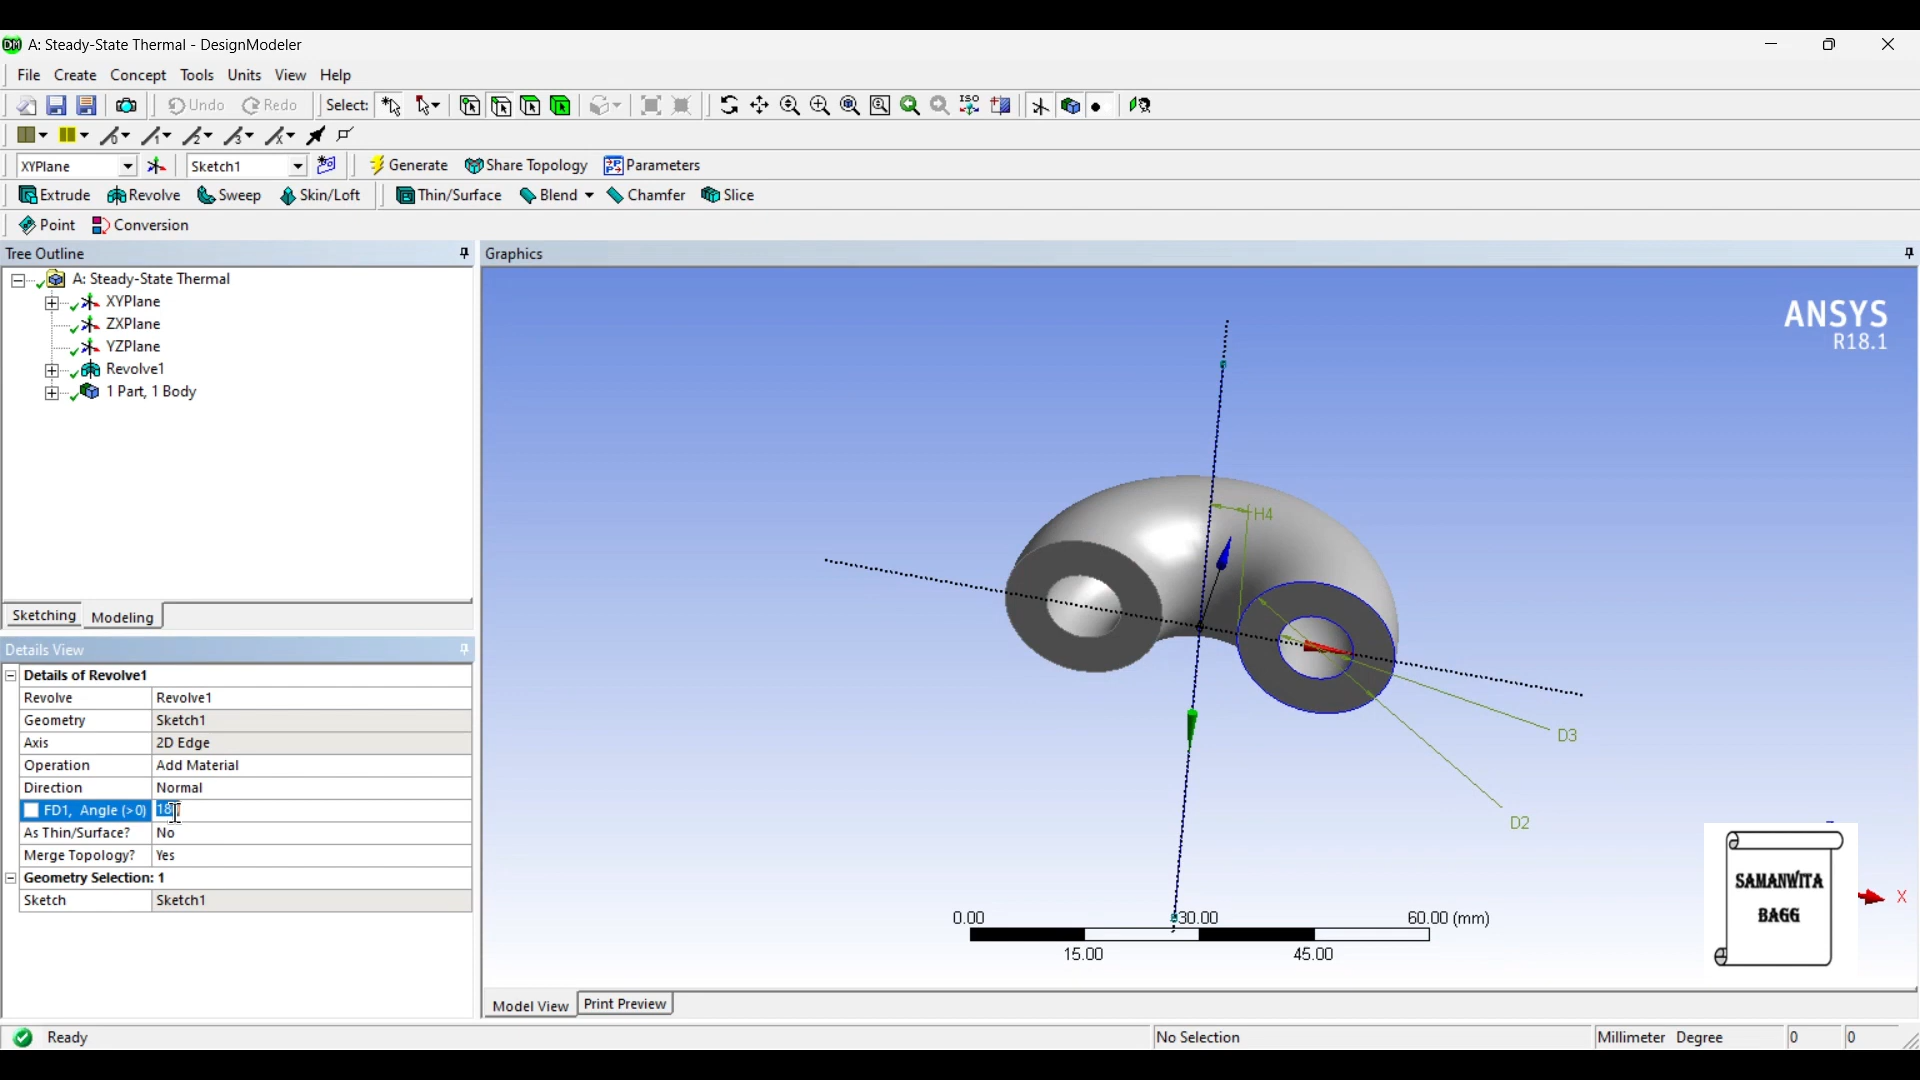 A: Steady-State Thermal - DesignModeler
File Create Concept Tools Units View Help
Undo Redo Select: ISO
XYPlane Sketch1 Generate Share Topology Parameters
Extrude Revolve Sweep Skin/Loft Thin/Surface Blend Chamfer Slice
Point Conversion
Tree Outline
A: Steady-State Thermal
XYPlane
ZXPlane
YZPlane
Revolve1
1 Part, 1 Body
Sketching Modeling
Details View
Details of Revolve1
Revolve Revolve1
Geometry Sketch1
Axis 2D Edge
Operation Add Material
Direction Normal
FD1, Angle (>0)
As Thin/Surface? No
Merge Topology? Yes
Geometry Selection: 1
Sketch Sketch1
Graphics
ANSYS
R18.1
H4
D3
D2
0.00 30.00 60.00 (mm)
15.00 45.00
X
SAMANWITA
BAGG
Model View Print Preview
Ready No Selection Millimeter Degree 0 0